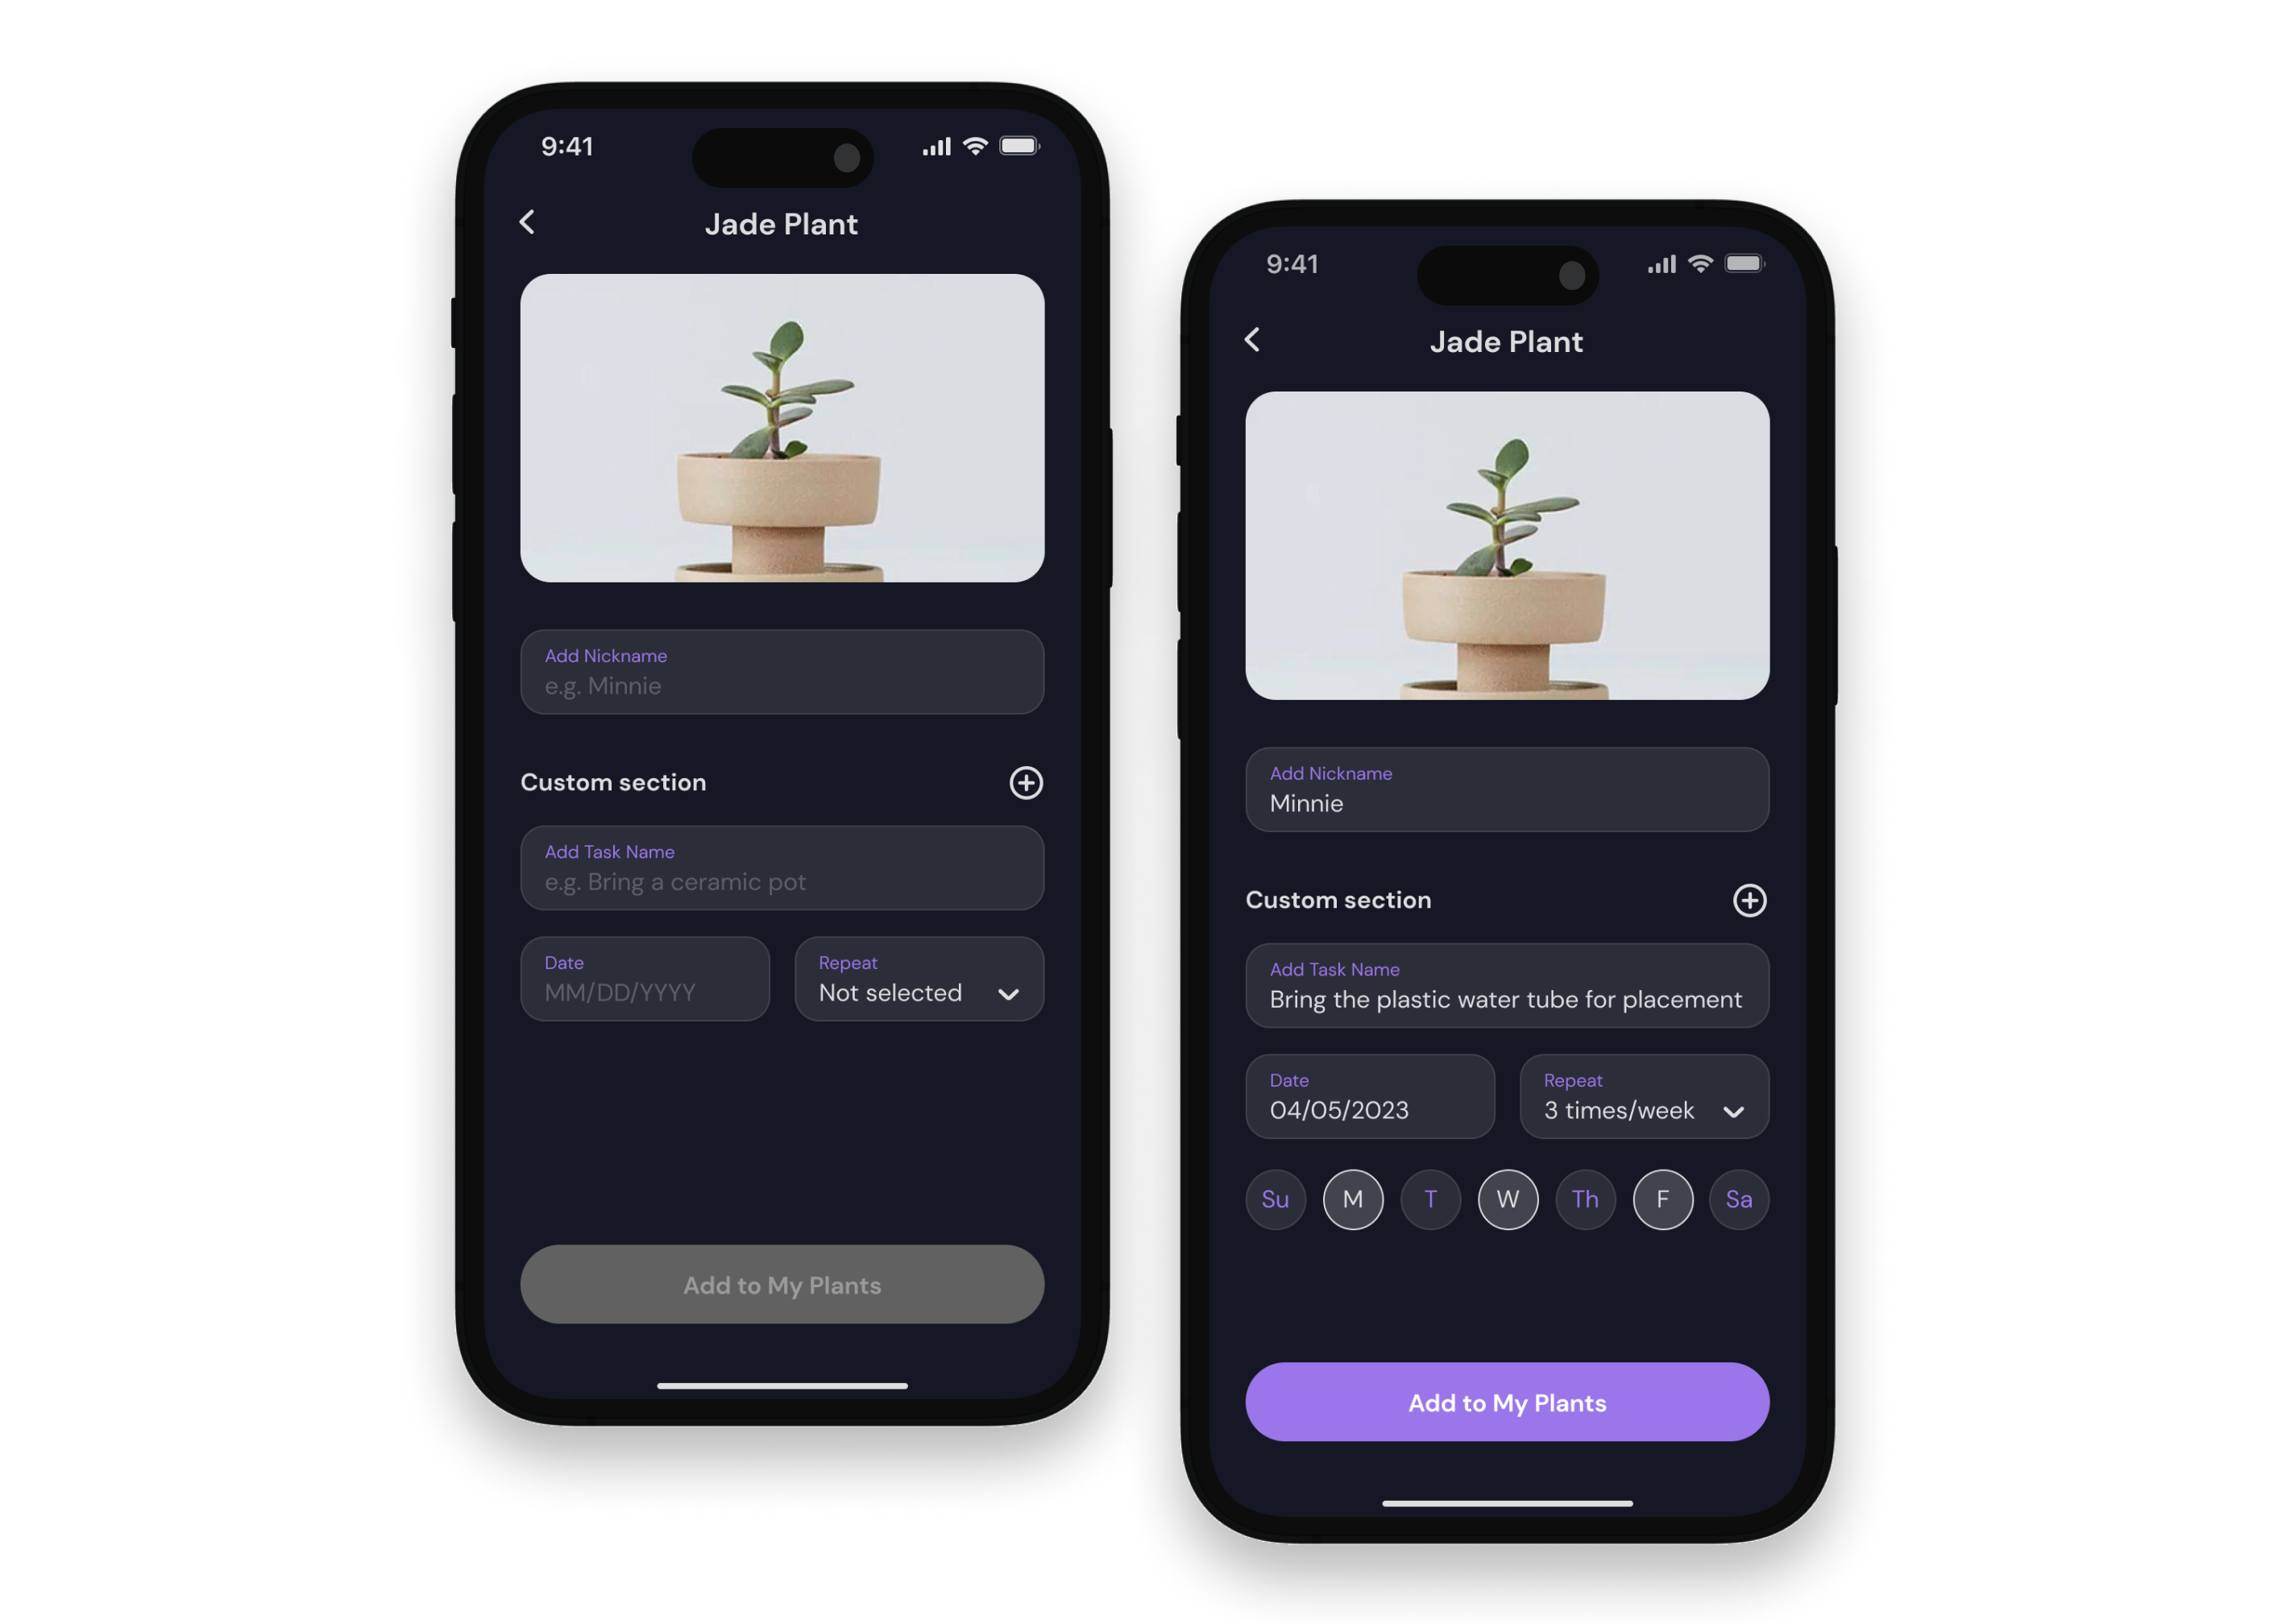 9:41
Jade Plant
Add Nickname
e.g. Minnie
Custom section
Add Task Name
e.g. Bring a ceramic pot
Date
MM/DD/YYYY
Repeat
Not selected
Add to My Plants
9:41
Jade Plant
Add Nickname
Minnie
Custom section
Add Task Name
Bring the plastic water tube for placement
Date
04/05/2023
Repeat
3 times/week
Su M T W Th F Sa
Add to My Plants